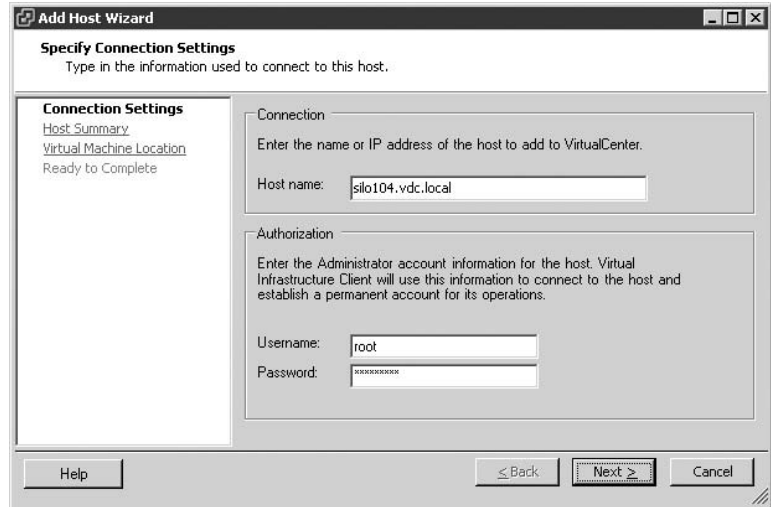 Add Host Wizard
Specify Connection Settings
Type in the information used to connect to this host.
Connection Settings
Host Summary
Virtual Machine Location
Ready to Complete
Connection
Enter the name or IP address of the host to add to VirtualCenter.
Host name: silo104.vdc.local
Authorization
Enter the Administrator account information for the host. Virtual
Infrastructure Client will use this information to connect to the host and
establish a permanent account for its operations.
Username: root
Password: xxxxxxxxx
Help
< Back
Next >
Cancel